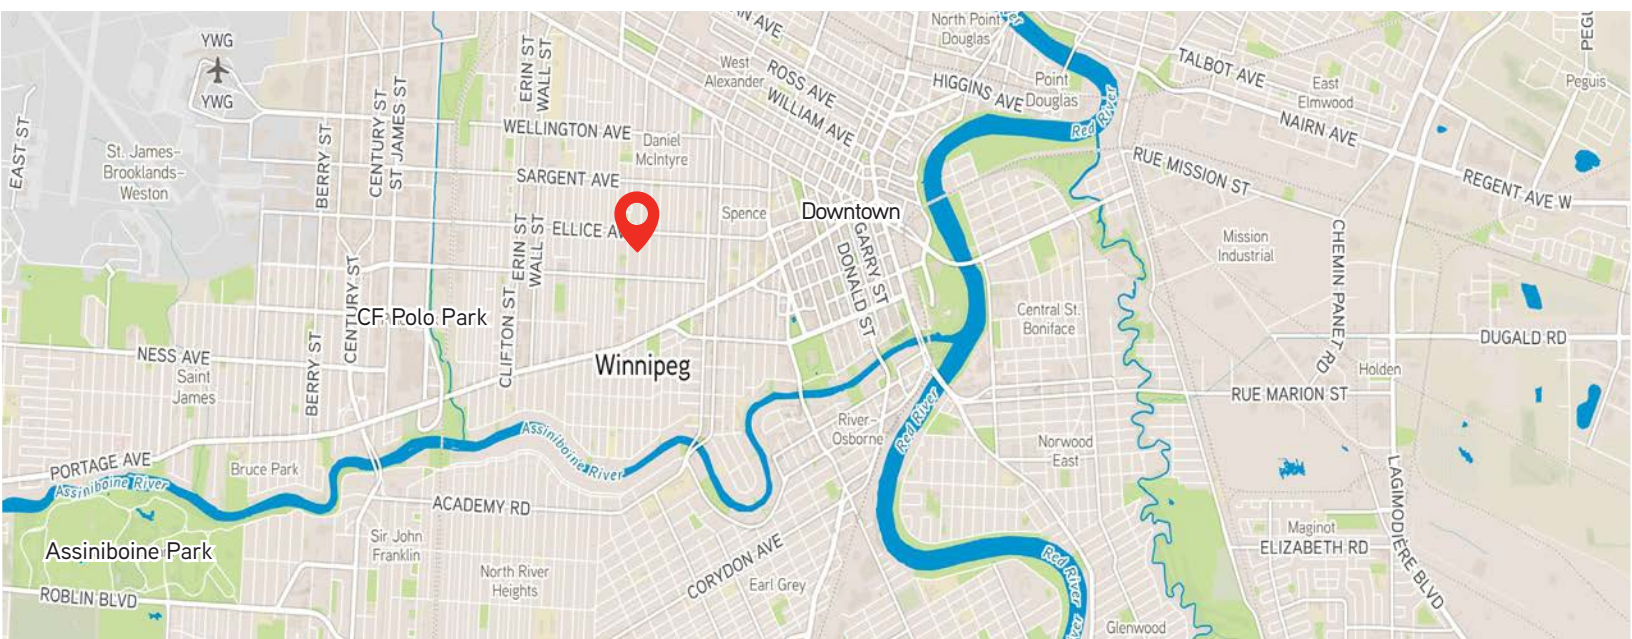 North Point
Douglas
YWG
YWG
ERIN ST
WALL ST
West
Alexander
ROSS AVE
WILLIAM AVE
HIGGINS AVE
Point
Douglas
Red River
TALBOT AVE
East
Elmwood
NAIRN AVE
Peguis
EAST ST
St. James-
Brooklands-
Weston
BERRY ST
CENTURY ST
ST JAMES ST
WELLINGTON AVE
Daniel
McIntyre
SARGENT AVE
RUE MISSION ST
REGENT AVE W
ELLICE
Spence
Downtown
ERIN ST
WALL ST
GARRY ST
DONALD ST
Mission
Industrial
CHEMIN PANET RD
CENTURY ST
CF Polo Park
CLIFTON ST
Central St.
Boniface
DUGALD RD
NESS AVE
Saint
James
BERRY ST
Winnipeg
Holden
RUE MARION ST
River-
Osborne
Red River
Norwood
East
PORTAGE AVE
Assiniboine River
Bruce Park
Assiniboine River
ACADEMY RD
LAGIMODIÈRE BLVD
Assiniboine Park
Sir John
Franklin
North River
Heights
CORYDON AVE
Earl Grey
Red River
Maginot
ELIZABETH RD
ROBLIN BLVD
Glenwood